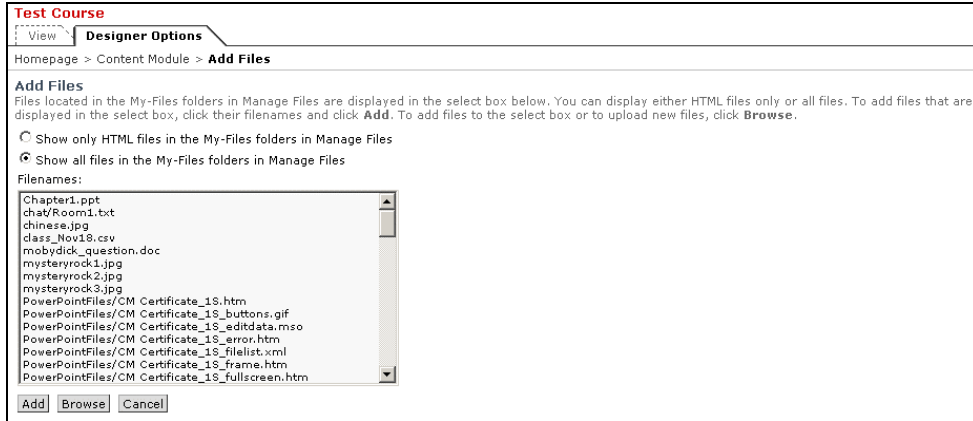 Test Course
View Designer Options
Homepage > Content Module > Add Files
Add Files
Files located in the My-Files folders in Manage Files are displayed in the select box below. You can display either HTML files only or all files. To add files that are
displayed in the select box, click their filenames and click Add. To add files to the select box or to upload new files, click Browse.
Show only HTML files in the My-Files folders in Manage Files
Show all files in the My-Files folders in Manage Files
Filenames:
Chapter1.ppt
chat/Room1.txt
chinese.jpg
class_Nov18.csv
mobydick_question.doc
mysteryrock1.jpg
mysteryrock2.jpg
mysteryrock3.jpg
PowerPointFiles/CM Certificate_1S.htm
PowerPointFiles/CM Certificate_1S_buttons.gif
PowerPointFiles/CM Certificate_1S_editdata.mso
PowerPointFiles/CM Certificate_1S_error.htm
PowerPointFiles/CM Certificate_1S_filelist.xml
PowerPointFiles/CM Certificate_1S_frame.htm
PowerPointFiles/CM Certificate_1S_fullscreen.htm
Add Browse Cancel